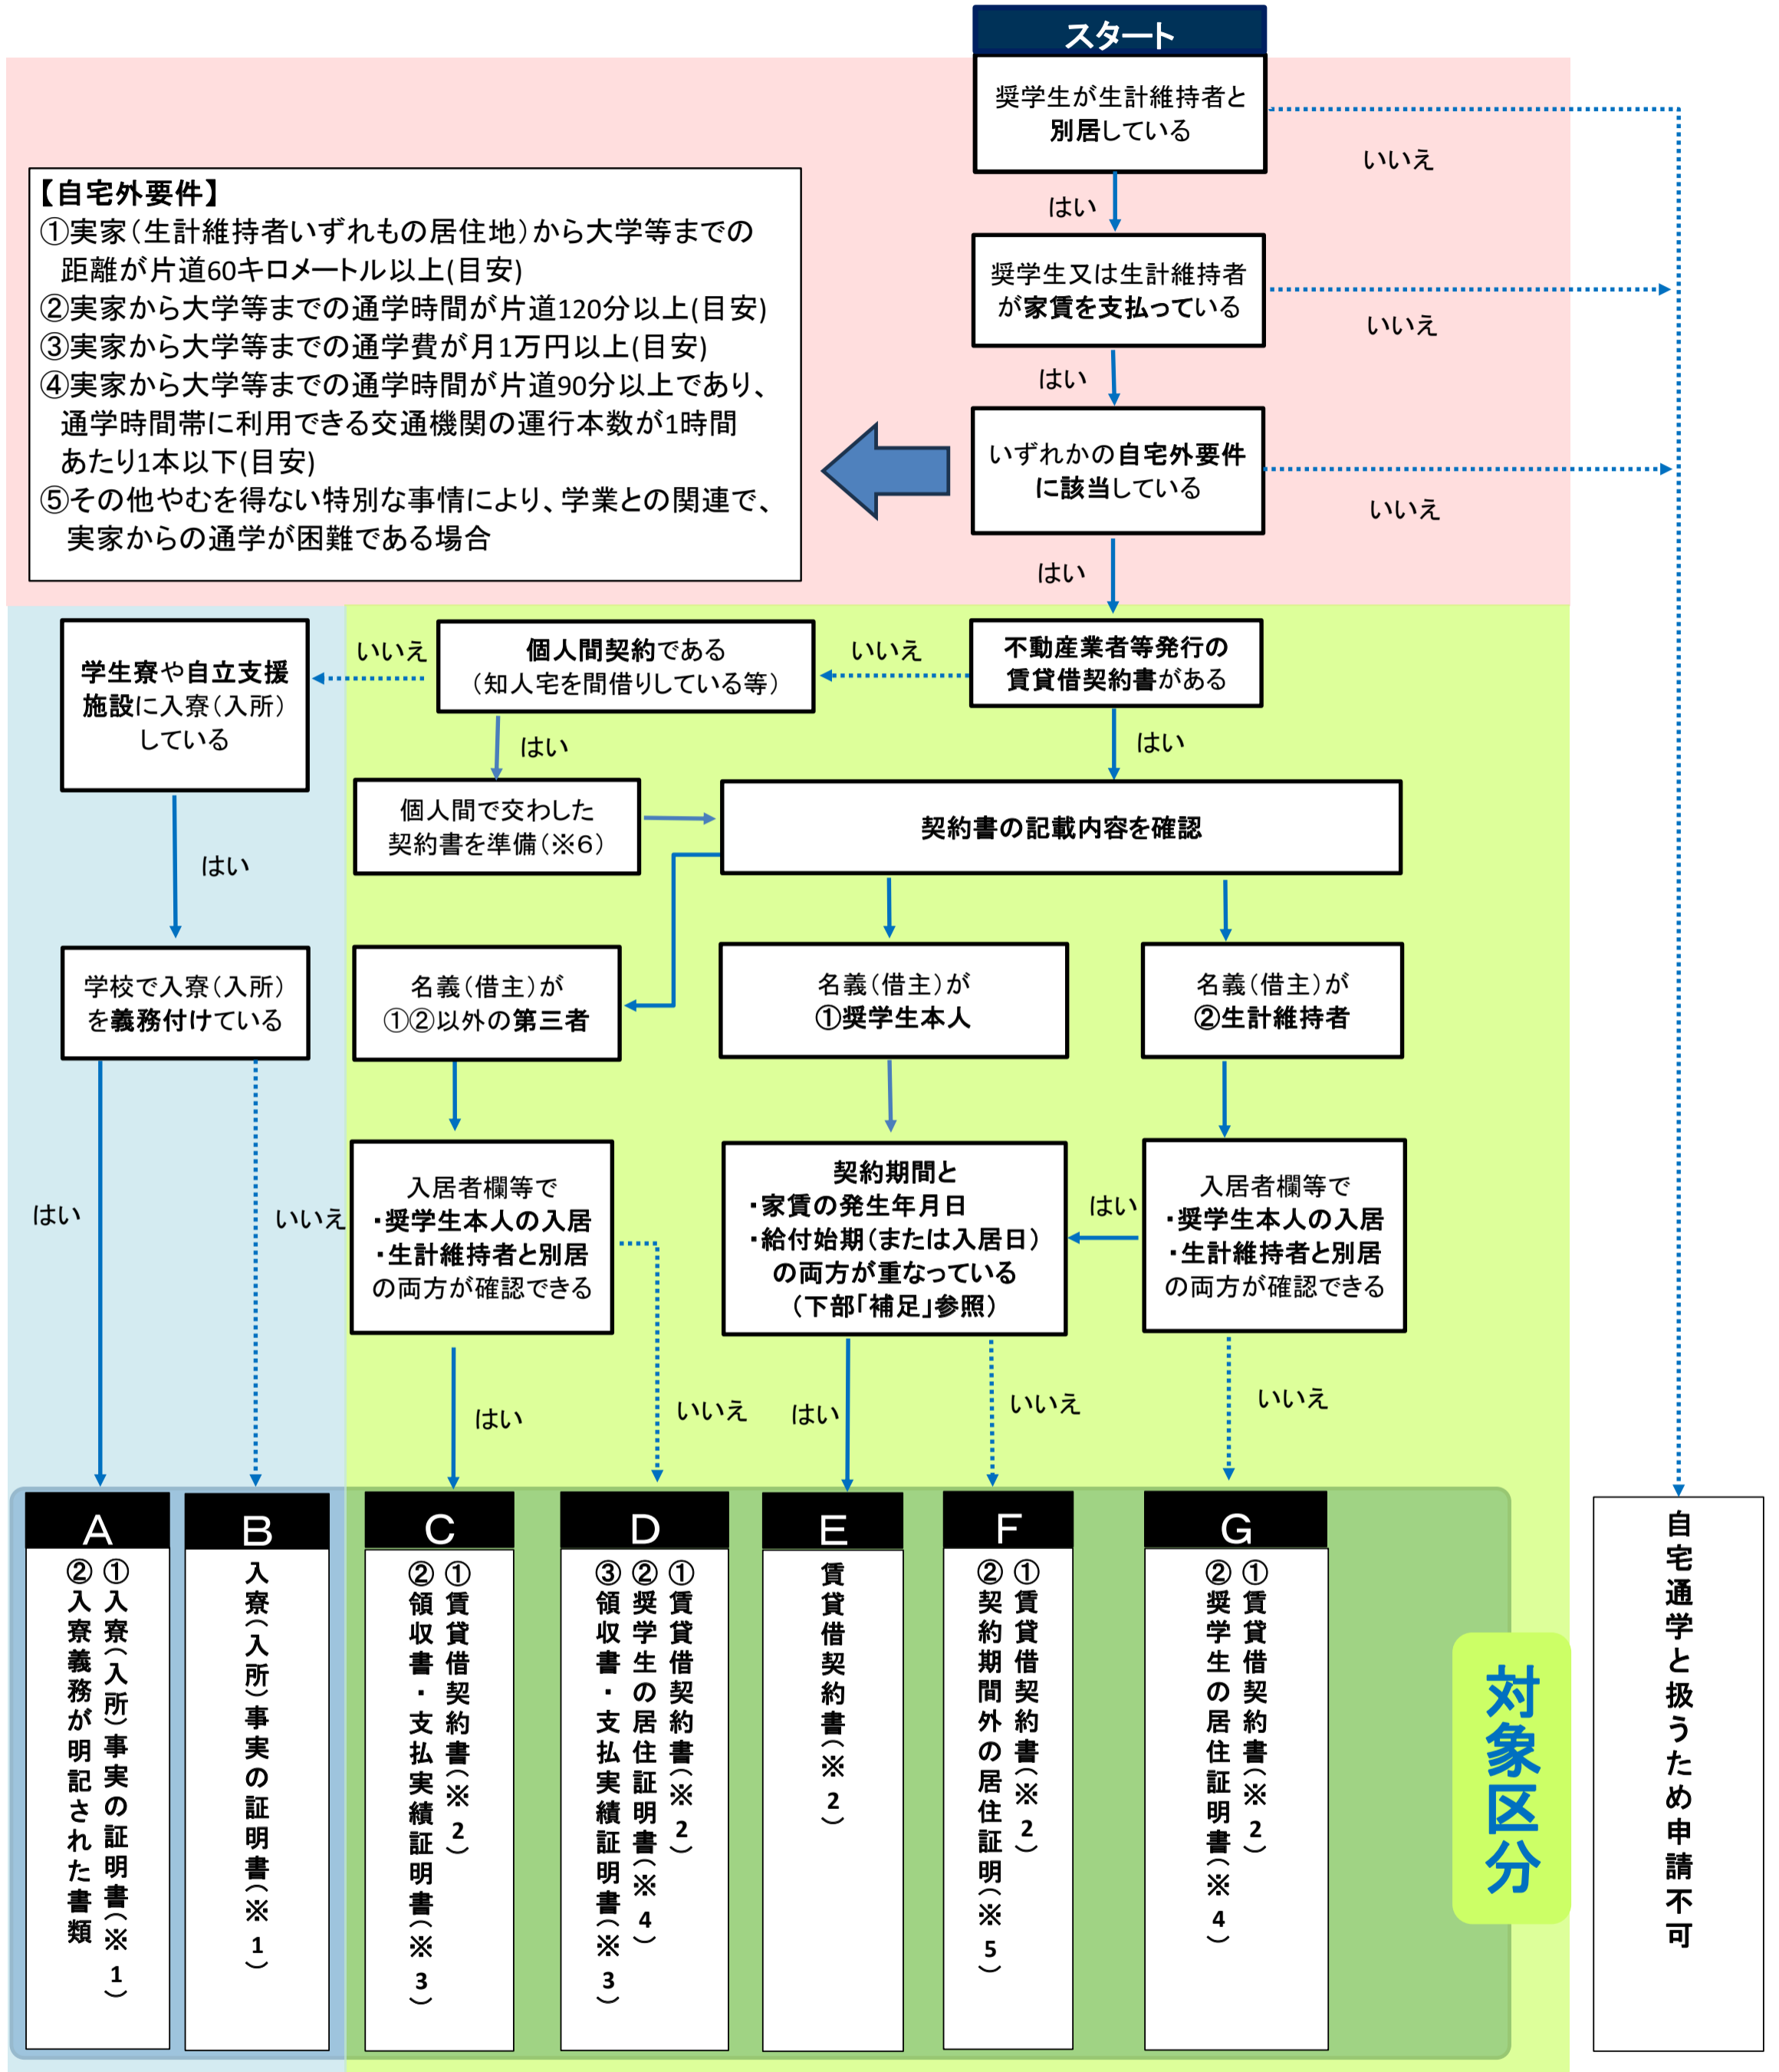 スタート
奨学生が生計維持者と
別居している
いいえ
はい
奨学生又は生計維持者
が家賃を支払っている
いいえ
はい
いずれかの自宅外要件
に該当している
いいえ
はい
【自宅外要件】
①実家（生計維持者いずれもの居住地）から大学等までの
距離が片道60キロメートル以上(目安)
②実家から大学等までの通学時間が片道120分以上(目安)
③実家から大学等までの通学費が月1万円以上(目安)
④実家から大学等までの通学時間が片道90分以上であり、
通学時間帯に利用できる交通機関の運行本数が1時間
あたり1本以下(目安)
⑤その他やむを得ない特別な事情により、学業との関連で、
実家からの通学が困難である場合
不動産業者等発行の
賃貸借契約書がある
いいえ
はい
個人間契約である
（知人宅を間借りしている等）
いいえ
はい
学生寮や自立支援
施設に入寮（入所）
している
はい
個人間で交わした
契約書を準備（※６）
契約書の記載内容を確認
学校で入寮（入所）
を義務付けている
名義（借主）が
①②以外の第三者
名義（借主）が
①奨学生本人
名義（借主）が
②生計維持者
はい
いいえ
入居者欄等で
・奨学生本人の入居
・生計維持者と別居
の両方が確認できる
契約期間と
・家賃の発生年月日
・給付始期（または入居日）
の両方が重なっている
（下部「補足」参照）
はい
入居者欄等で
・奨学生本人の入居
・生計維持者と別居
の両方が確認できる
はい
いいえ
はい
いいえ
いいえ
A
①入寮（入所）事実の証明書（※1）
②入寮義務が明記された書類
B
入寮（入所）事実の証明書（※1）
C
①賃貸借契約書（※2）
②領収書・支払実績証明書（※3）
D
①賃貸借契約書（※2）
②奨学生の居住証明書（※4）
③領収書・支払実績証明書（※3）
E
賃貸借契約書（※2）
F
①賃貸借契約書（※2）
②契約期間外の居住証明（※5）
G
①賃貸借契約書（※2）
②奨学生の居住証明書（※4）
対象区分
自宅通学と扱うため申請不可